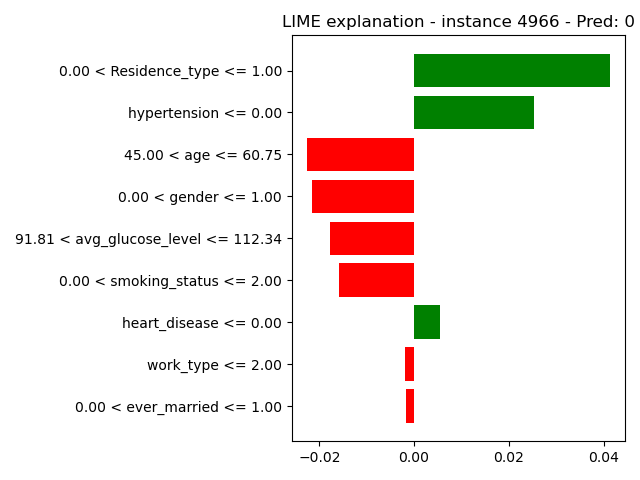 LIME explanation - instance 4966 - Pred: 0
0.00 < Residence_type <= 1.00
hypertension <= 0.00
45.00 < age <= 60.75
0.00 < gender <= 1.00
91.81 < avg_glucose_level <= 112.34
0.00 < smoking_status <= 2.00
heart_disease <= 0.00
work_type <= 2.00
0.00 < ever_married <= 1.00
−0.02 0.00 0.02 0.04